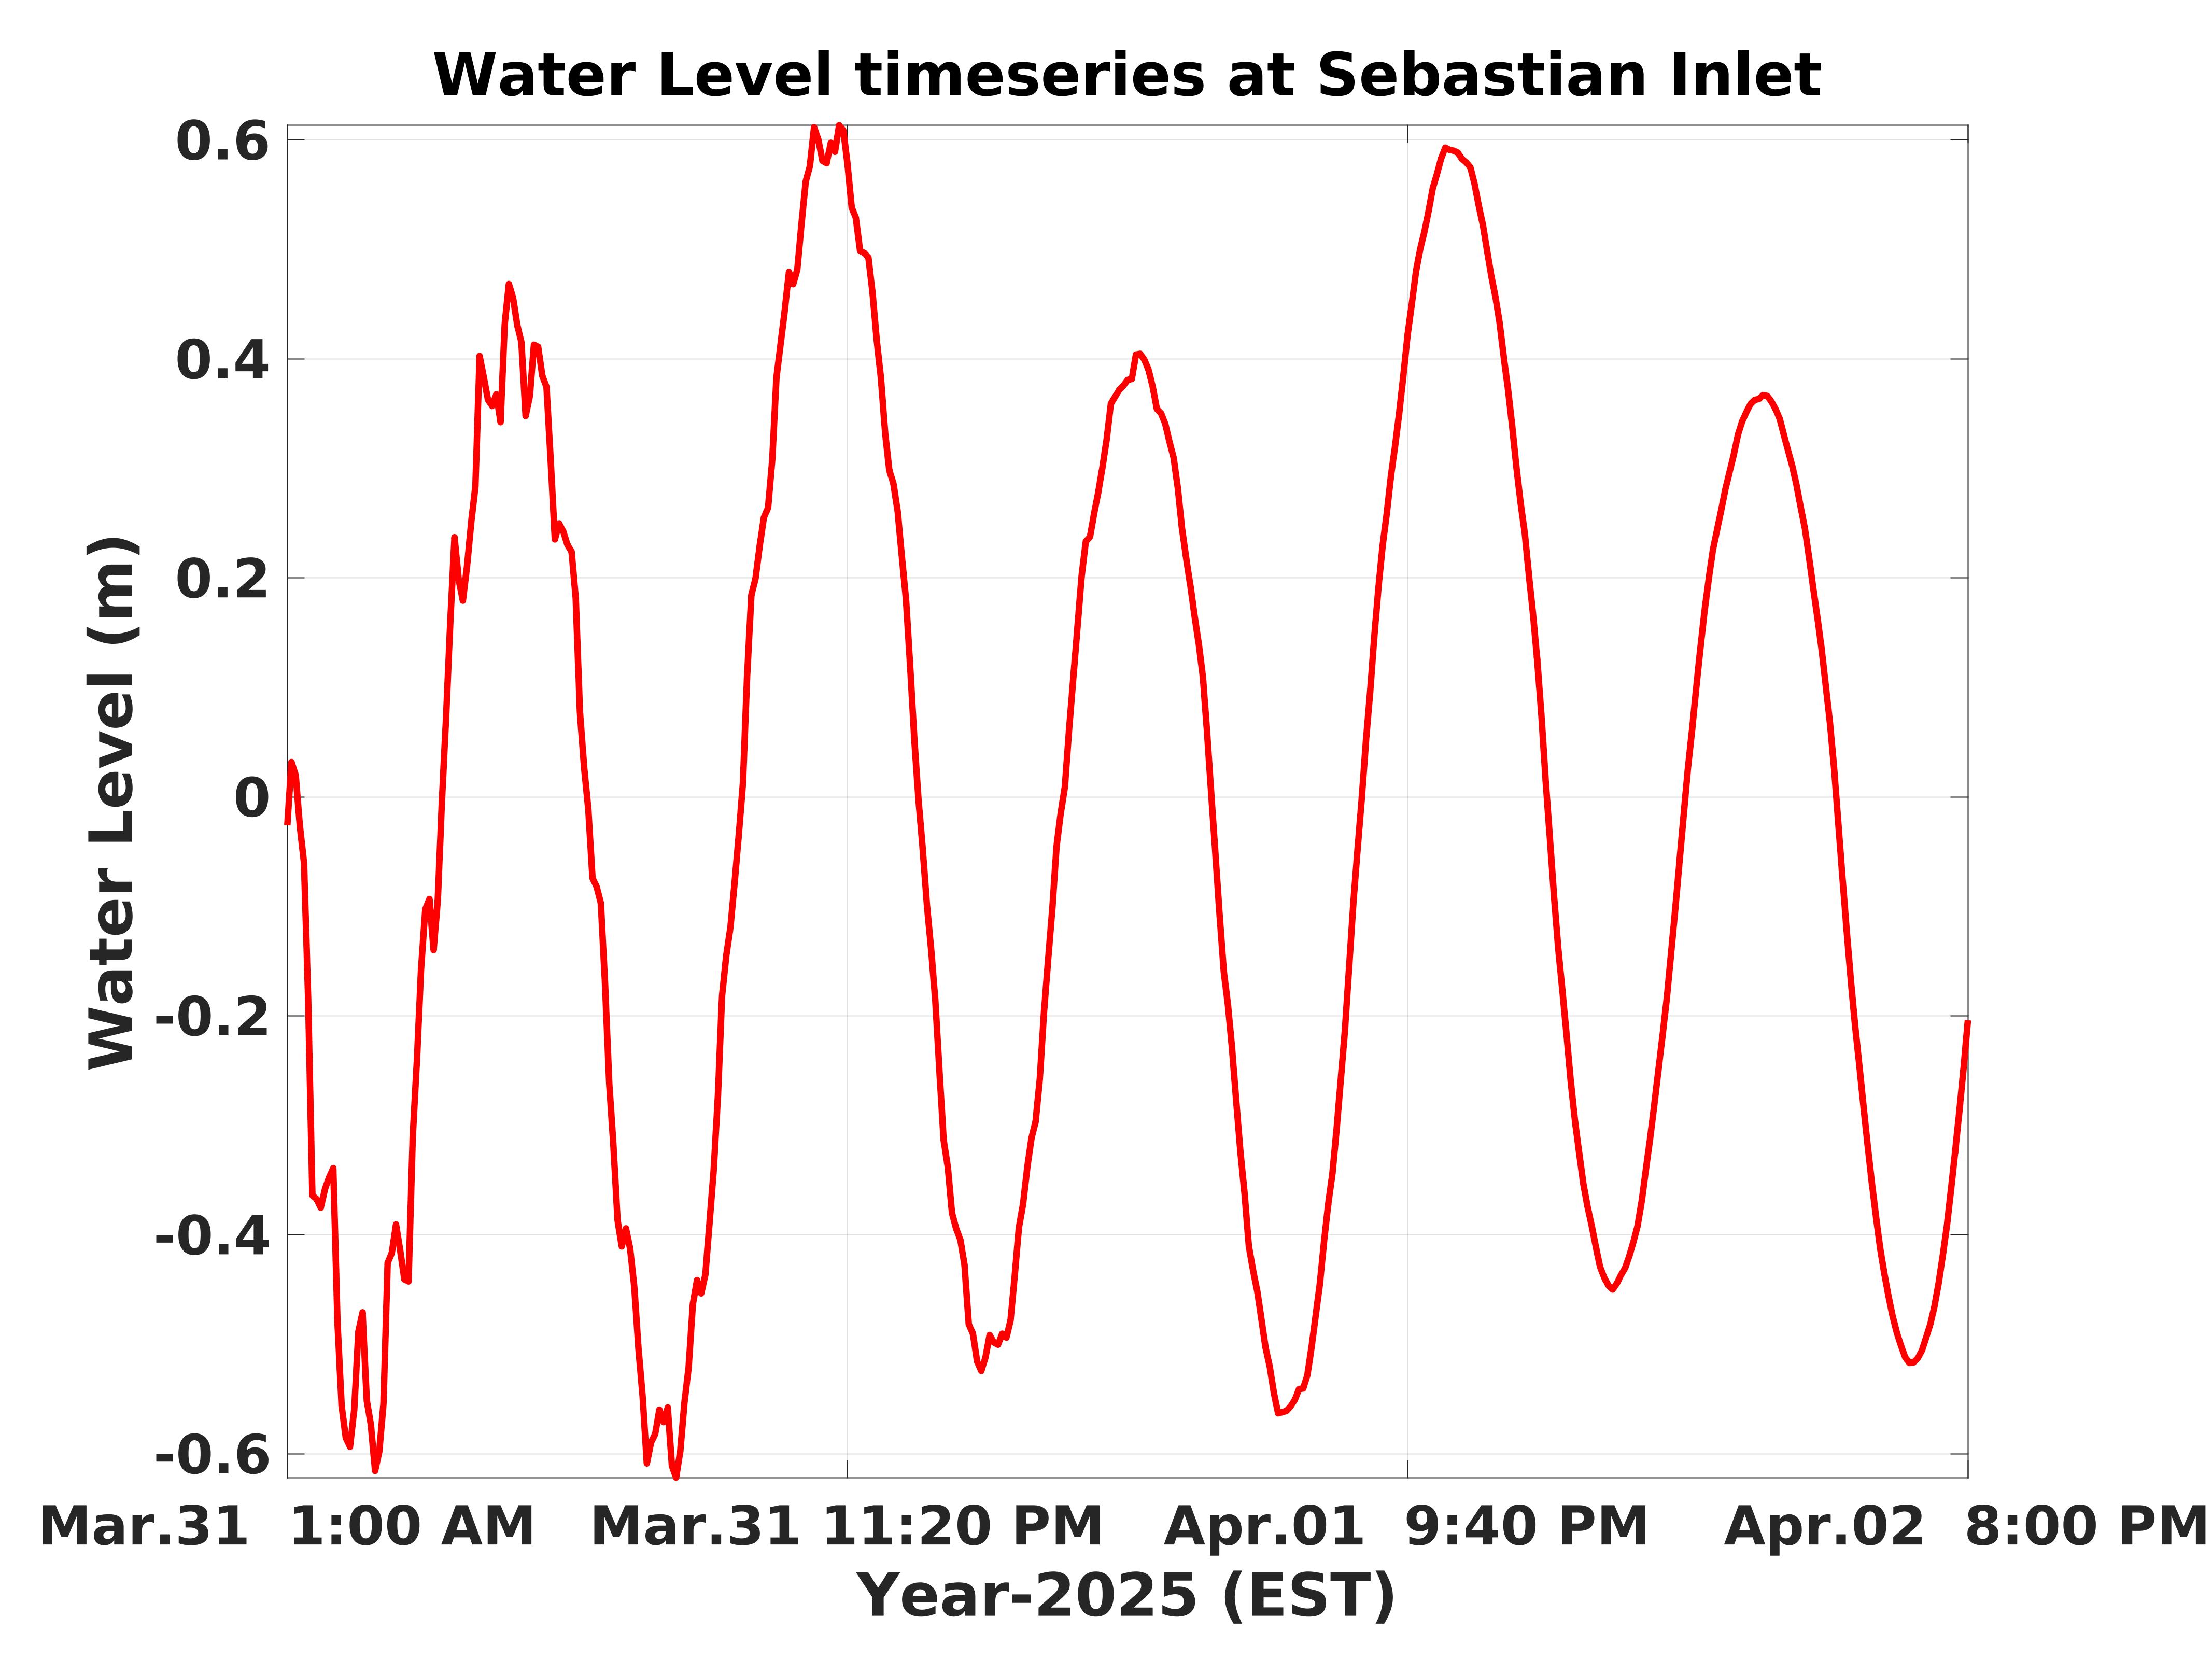 Water Level timeseries at Sebastian Inlet
0.6
0.4
0.2
0
-0.2
-0.4
-0.6
Water Level (m)
Mar.31  1:00 AM
Mar.31 11:20 PM
Apr.01  9:40 PM
Apr.02  8:00 PM
Year-2025 (EST)